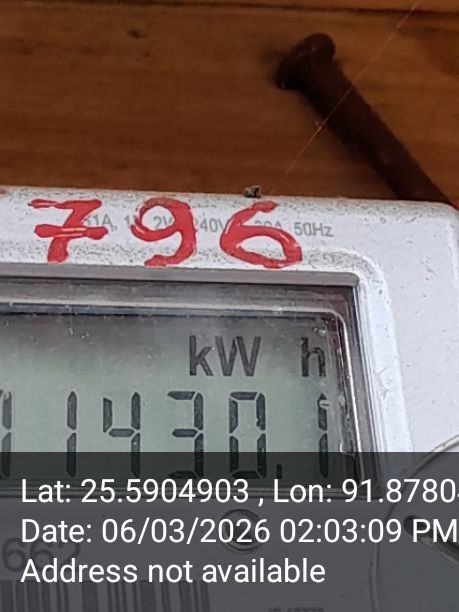 796
240V
50Hz
kW h
1430.1
Lat: 25.5904903 , Lon: 91.8780
Date: 06/03/2026 02:03:09 PM
Address not available